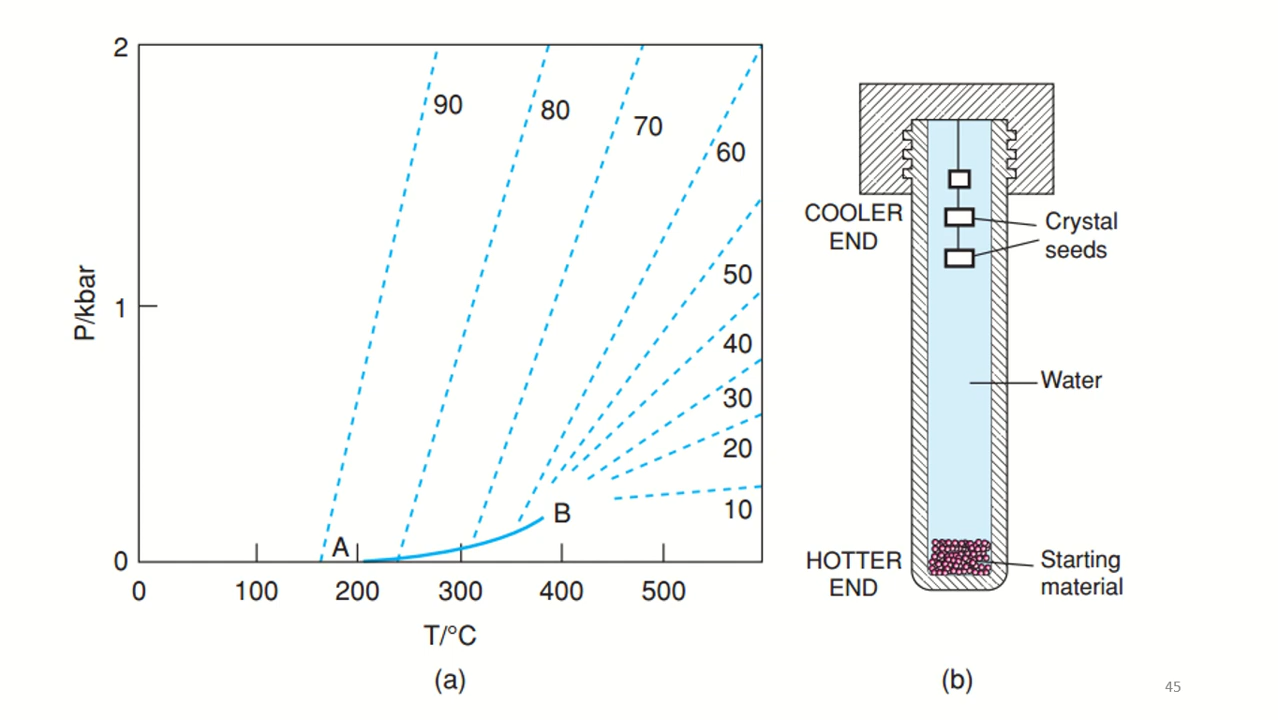 2
90
80
70
60
50
40
30
20
10
1
0
P/kbar
A
B
0
100
200
300
400
500
T/°C
(a)
COOLER
END
Crystal
seeds
Water
HOTTER
END
Starting
material
(b)
45